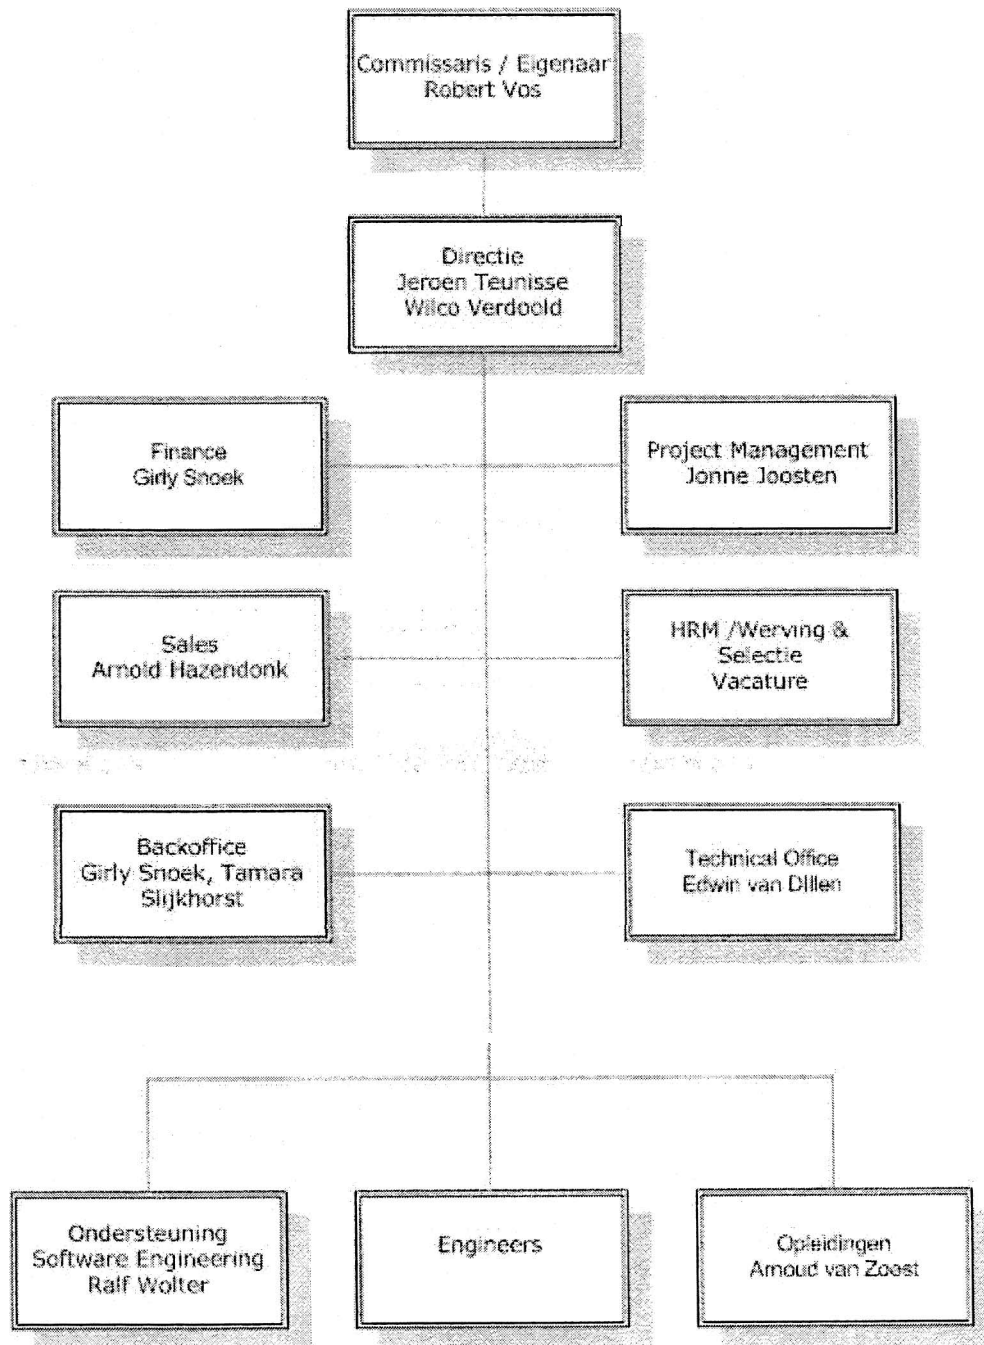 Commissaris / Eigenaar
Robert Vos
Directie
Jeroen Teunisse
Wilco Verdoold
Finance
Girly Snoek
Project Management
Jonne Joosten
Sales
Arnold Hazendonk
HRM /Werving &
Selectie
Vacature
Backoffice
Girly Snoek, Tamara
Slijkhorst
Technical Office
Edwin van Dillen
Ondersteuning
Software Engineering
Ralf Wolter
Engineers
Opleidingen
Arnoud van Zoost